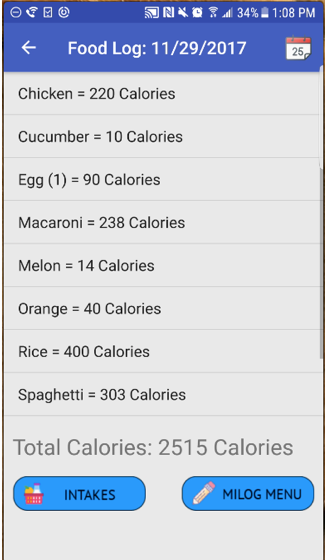 34% 1:08 PM
Food Log: 11/29/2017
25
Chicken = 220 Calories
Cucumber = 10 Calories
Egg (1) = 90 Calories
Macaroni = 238 Calories
Melon = 14 Calories
Orange = 40 Calories
Rice = 400 Calories
Spaghetti = 303 Calories
Total Calories: 2515 Calories
INTAKES
MILOG MENU